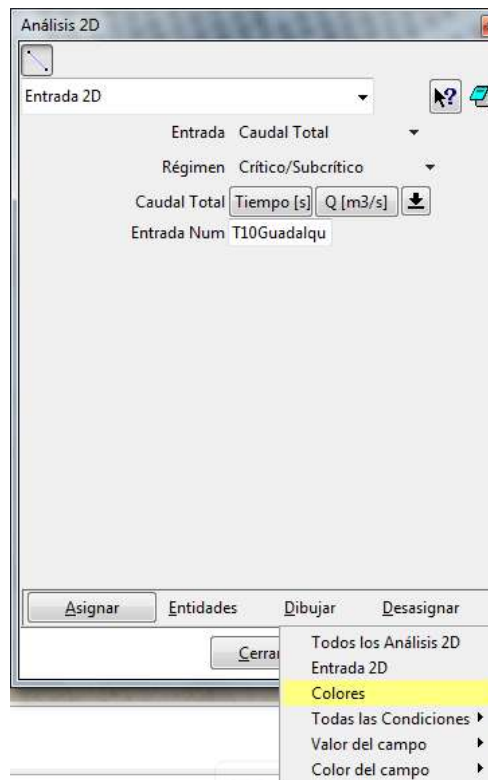 Análisis 2D
Entrada 2D
Entrada Caudal Total
Régimen Crítico/Subcrítico
Caudal Total Tiempo [s] Q [m3/s]
Entrada Num T10Guadalqu
Asignar Entidades Dibujar Desasignar
Cerrar
Todos los Análisis 2D
Entrada 2D
Colores
Todas las Condiciones
Valor del campo
Color del campo